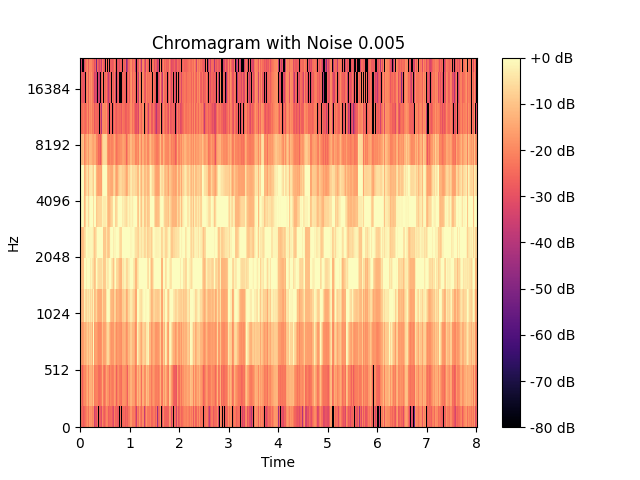 Chromagram with Noise 0.005
16384
8192
4096
2048
1024
512
0
Hz
0 1 2 3 4 5 6 7 8
Time
+0 dB
-10 dB
-20 dB
-30 dB
-40 dB
-50 dB
-60 dB
-70 dB
-80 dB